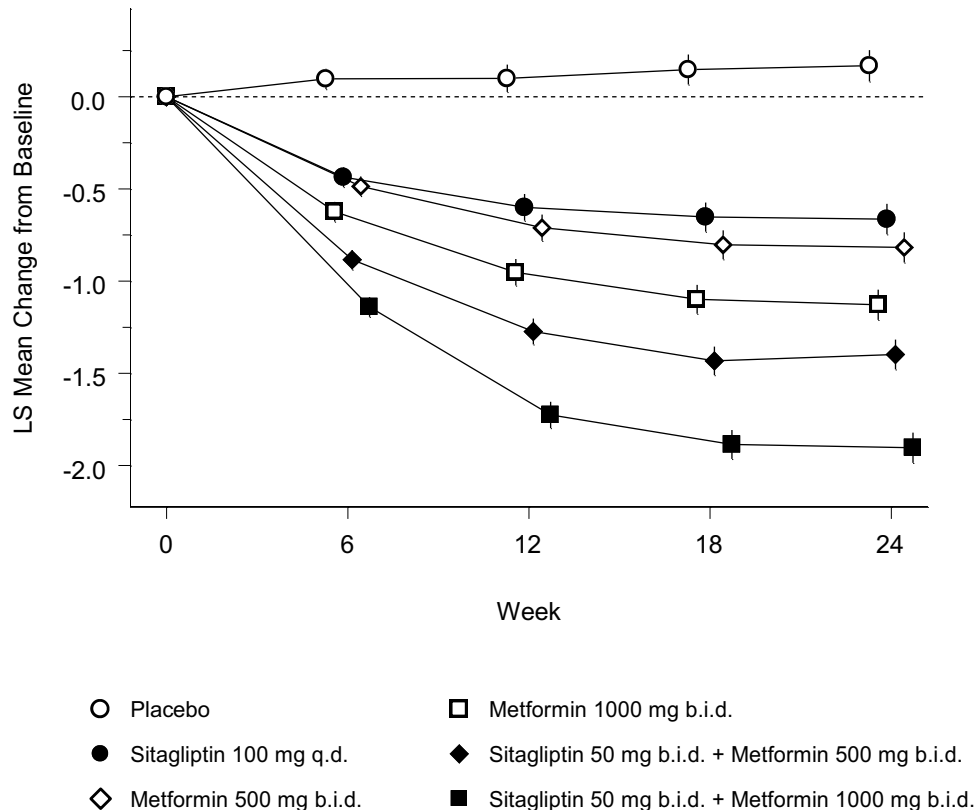 LS Mean Change from Baseline
0.0
-0.5
-1.0
-1.5
-2.0
0 6 12 18 24
Week
Placebo
Metformin 1000 mg b.i.d.
Sitagliptin 100 mg q.d.
Sitagliptin 50 mg b.i.d. + Metformin 500 mg b.i.d.
Metformin 500 mg b.i.d.
Sitagliptin 50 mg b.i.d. + Metformin 1000 mg b.i.d.